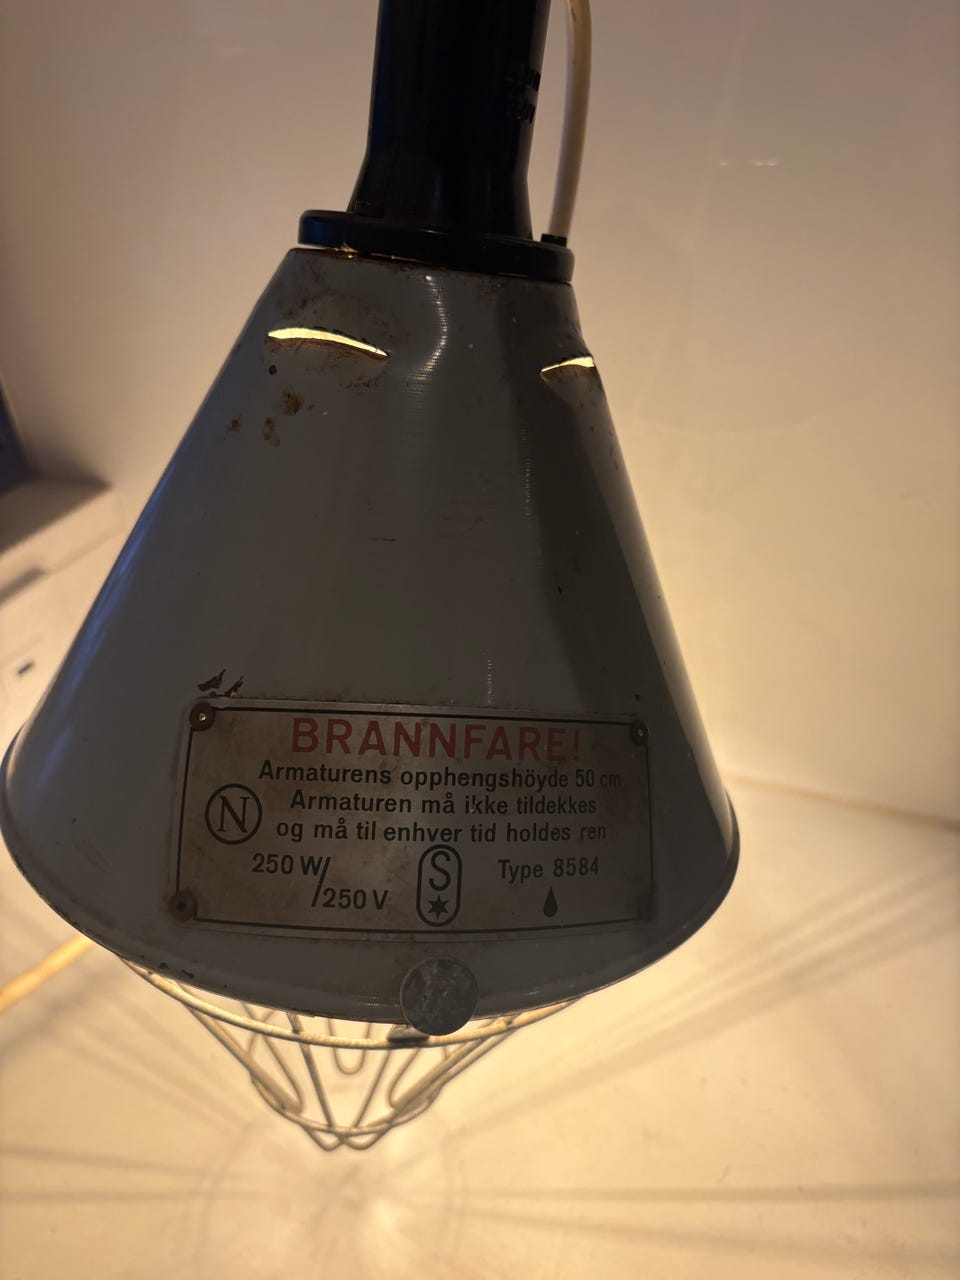 BRANNFARE!
Armaturens opphengshöyde 50 cm
Armaturen må ikke tildekkes
N
og må til enhver tid holdes ren
250 W/250 V
S
Type 8584